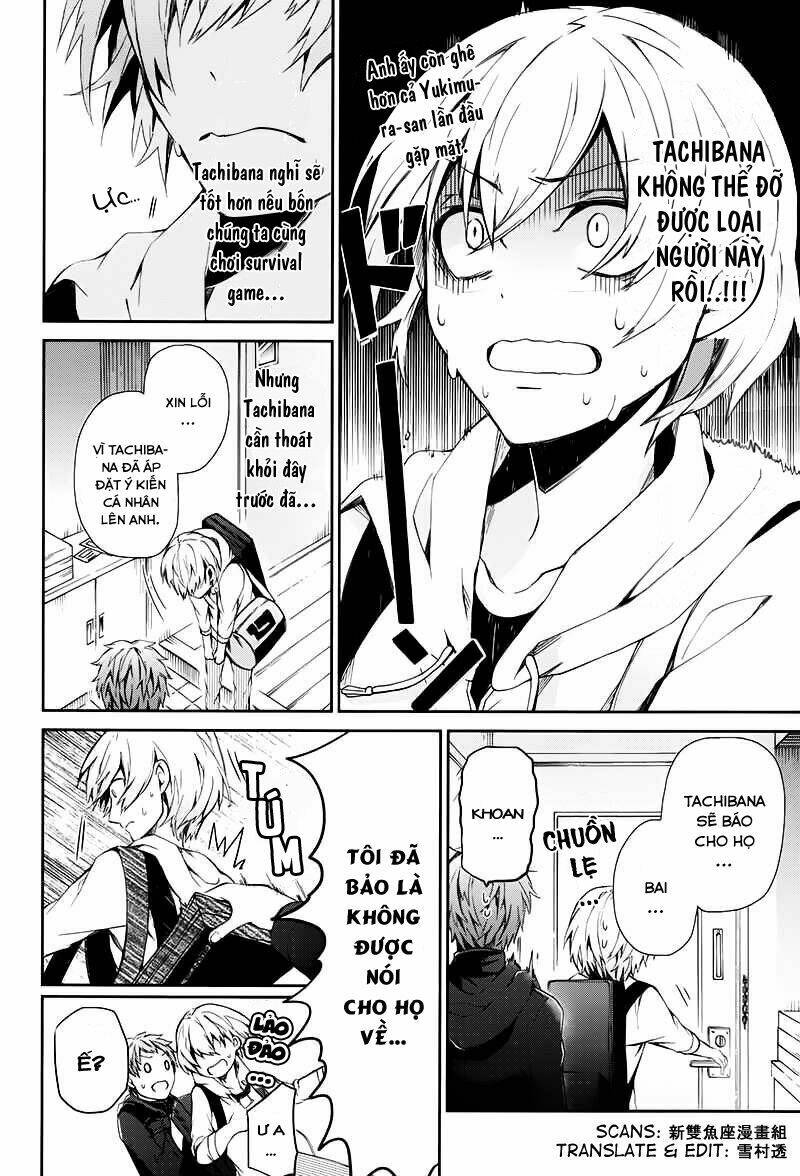 Anh ấy còn ghê
hơn cả Yukimu-
ra-san lần đầu
gặp mặt.
TACHIBANA
KHÔNG THỂ ĐỠ
ĐƯỢC LOẠI
NGƯỜI NÀY
RỒI..!!!
ド
Tachibana nghĩ sẽ
tốt hơn nếu bốn
chúng ta cùng
chơi survival
game...
ỰC...
Nhưng
Tachibana
cần thoát
khỏi đây
trước đã...
XIN LỖI
...
VÌ TACHIBA-
NA ĐÃ ÁP
ĐẶT Ý KIẾN
CÁ NHÂN
LÊN ANH.
TACHIBANA
SẼ BÁO
CHO HỌ
...
BAI
...
KHOAN
...
CHUỒN
LẸ
...
TÚM
TÔI ĐÃ
BẢO LÀ
KHÔNG
ĐƯỢC
NÓI
CHO HỌ
VỀ...
LẢO
ĐẢO
...
Ế?
Ư A ...
SCANS: 新雙魚座漫畫組
TRANSLATE & EDIT: 雪村透